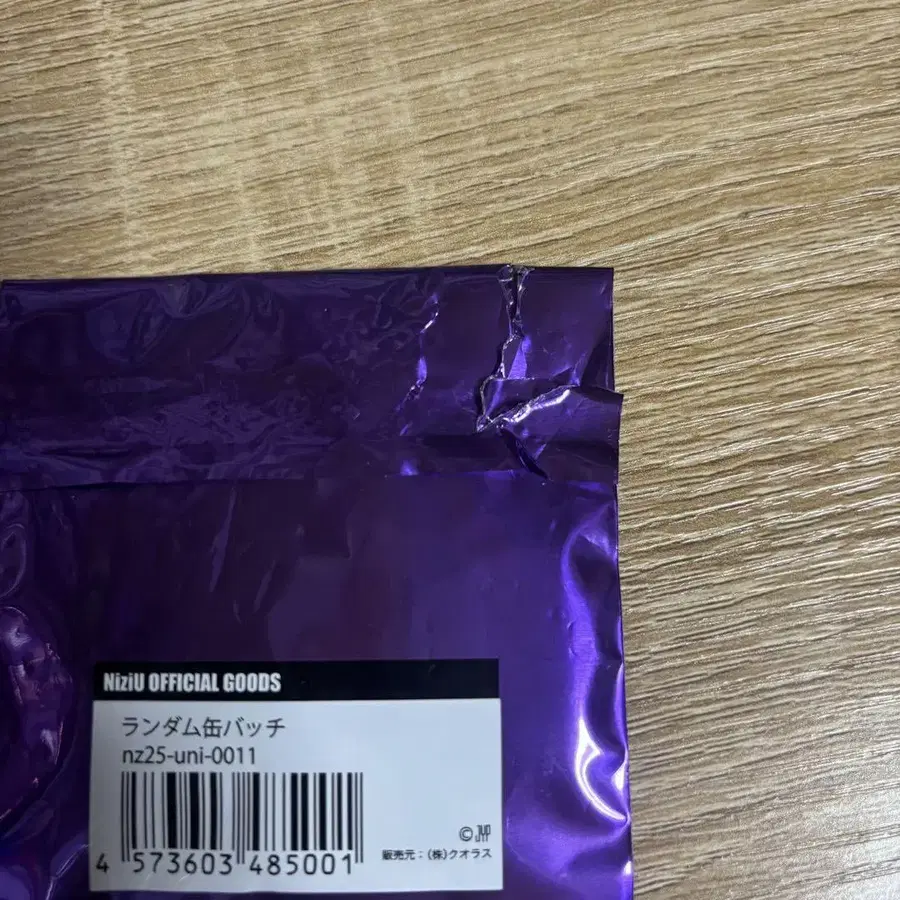 NiziU OFFICIAL GOODS
ランダム缶バッチ
nz25-uni-0011
© JYP
4 573603 485001
販売元：(株)クオラス